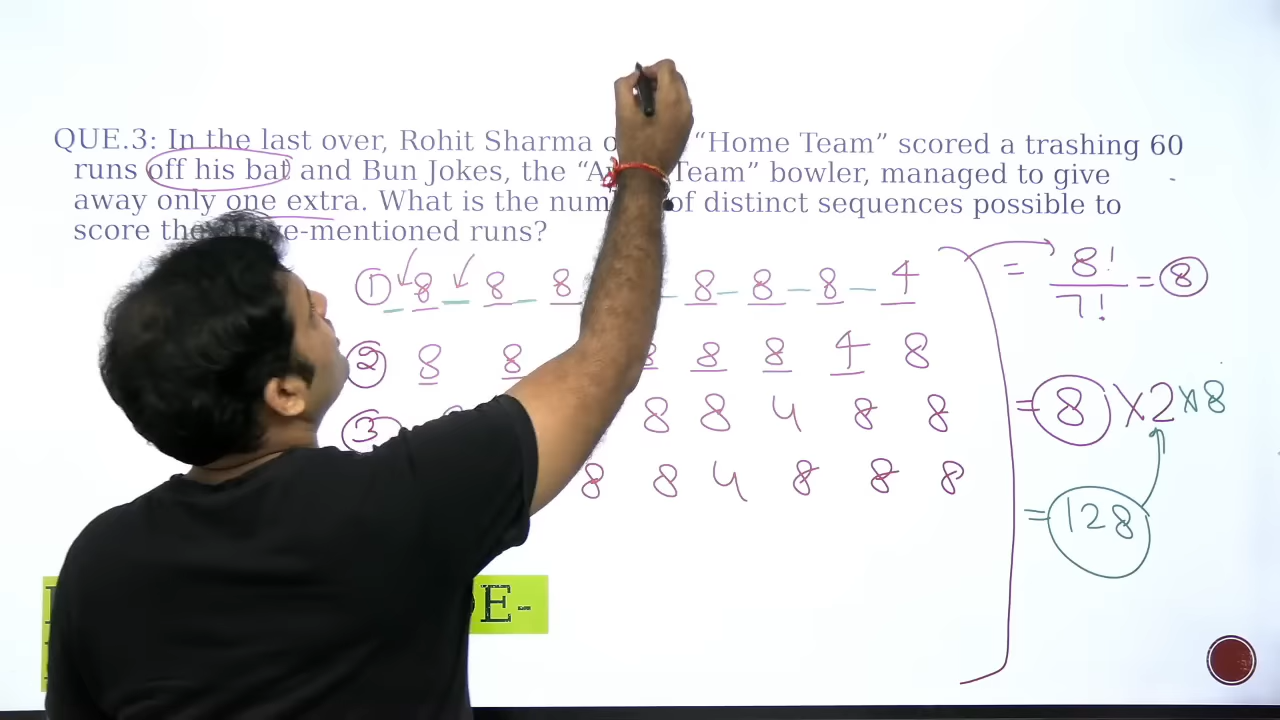 QUE.3: In the last over, Rohit Sharma o “Home Team” scored a trashing 60
runs off his bat and Bun Jokes, the “A Team” bowler, managed to give
away only one extra. What is the num of distinct sequences possible to
score the e-mentioned runs?
① 8 8 8 8 8 8 4 = 8!/7! = 8
② 8 8 8 8 8 4 8
③ 8 8 4 8 8 = 8 × 2 × 8
8 8 4 8 8 8
= 128
E-